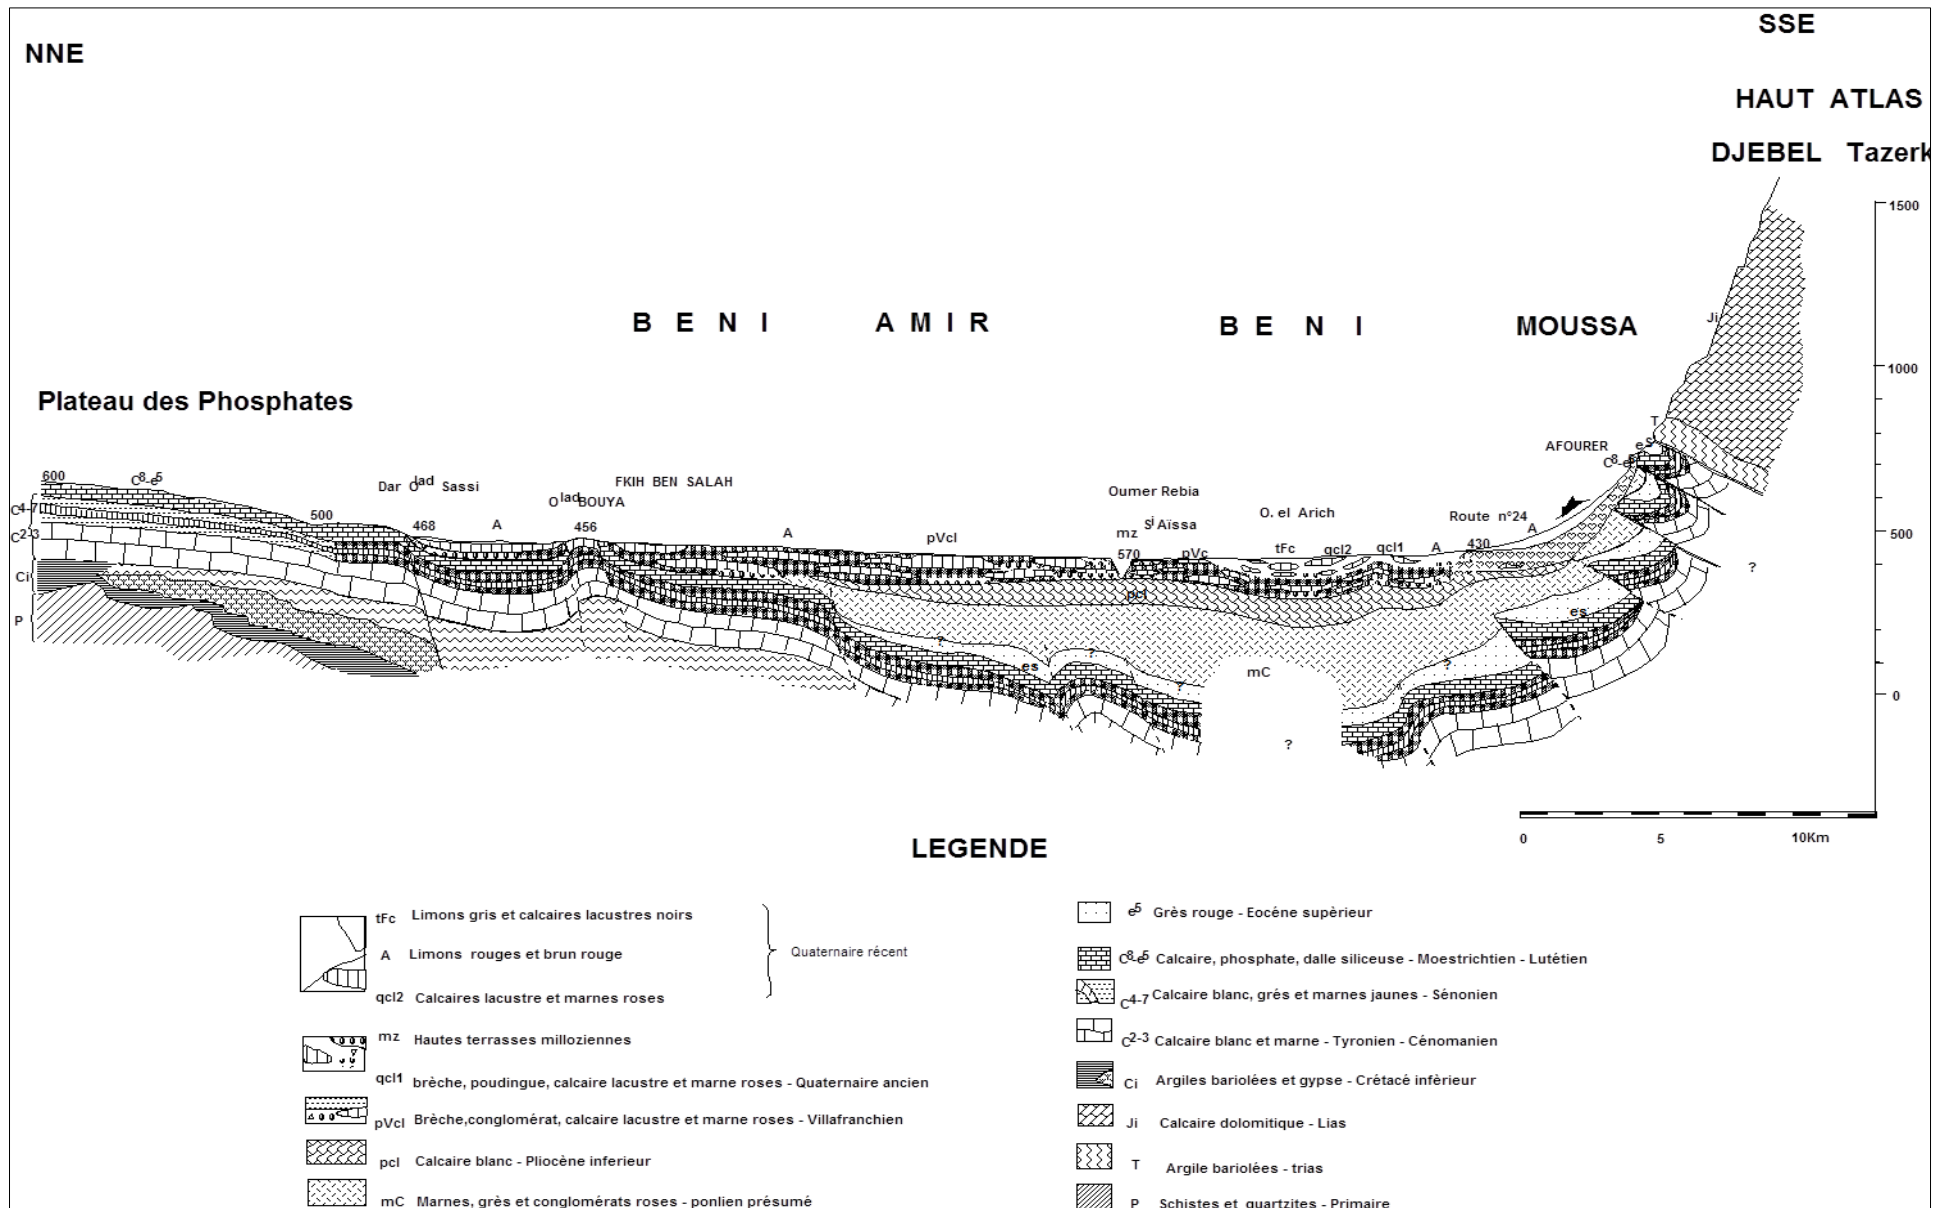 NNE
SSE
HAUT ATLAS
DJEBEL Tazerk
1500
BENI AMIR BENI MOUSSA
Ji
1000
Plateau des Phosphates
T
AFOURER e S
C8-e5
600 C8-e5
Dar Olad Sassi
FKIH BEN SALAH
Olad BOUYA
Oumer Rebia
O. el Arich
Route n°24
500 468 A 456 A pVcl mz Si Aïssa A 500
570 pVc tFc qcl2 qcl1 A 430
C4-7
C2-3
Ci
P
pcl
es
?
? ? es ? mC ? ?
0
?
0 5 10Km
LEGENDE
tFc Limons gris et calcaires lacustres noirs
A Limons rouges et brun rouge
Quaternaire récent
qcl2 Calcaires lacustre et marnes roses
mz Hautes terrasses milloziennes
qcl1 brèche, poudingue, calcaire lacustre et marne roses - Quaternaire ancien
pVcl Brèche,conglomérat, calcaire lacustre et marne roses - Villafranchien
pcl Calcaire blanc - Pliocène inferieur
mC Marnes, grès et conglomérats roses - ponlien présumé
e5 Grès rouge - Eocéne supèrieur
C8-e5 Calcaire, phosphate, dalle siliceuse - Moestrichtien - Lutétien
C4-7 Calcaire blanc, grés et marnes jaunes - Sénonien
C2-3 Calcaire blanc et marne - Tyronien - Cénomanien
Ci Argiles bariolées et gypse - Crétacé infèrieur
Ji Calcaire dolomitique - Lias
T Argile bariolées - trias
P Schistes et quartzites - Primaire